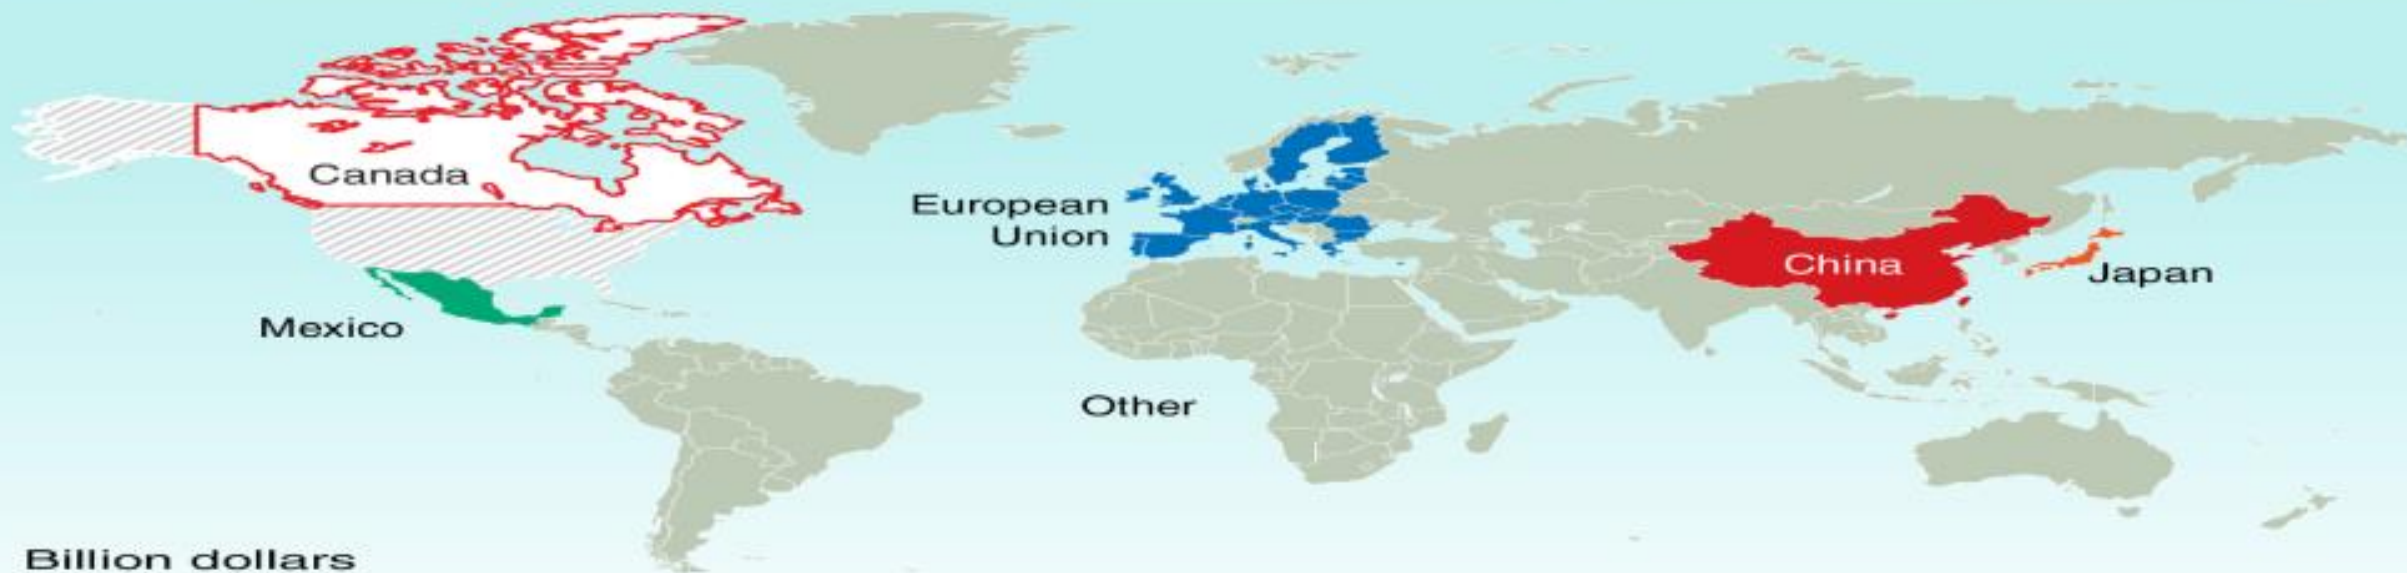 Canada
European
Union
China
Japan
Mexico
Other
Billion dollars